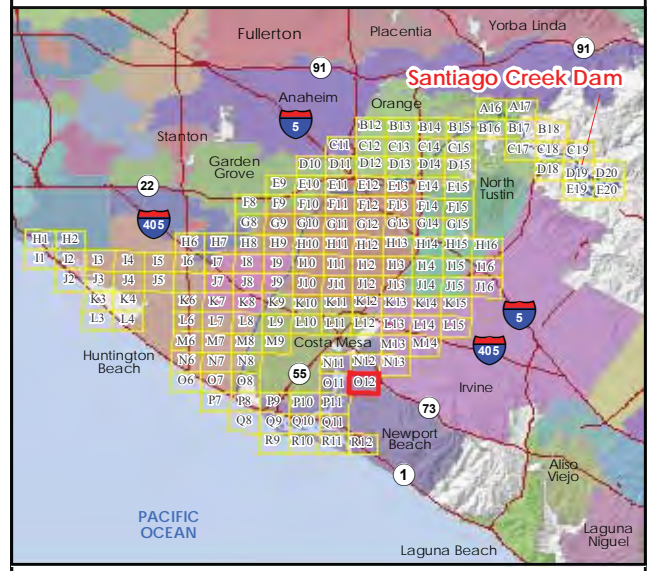 Fullerton
Placentia
Yorba Linda
91
91
Santiago Creek Dam
Anaheim
Orange
A16 A17
5
B12 B13 B14 B15 B16 B17 B18
Stanton
C11 C12 C13 C14 C15 C17 C18 C19
Garden
Grove
D10 D11 D12 D13 D14 D15 D18 D19 D20
North
Tustin
E9 E10 E11 E12 E13 E14 E15 E19 E20
22
F8 F9 F10 F11 F12 F13 F14 F15
405
G8 G9 G10 G11 G12 G13 G14 G15
H1 H2 H6 H7 H8 H9 H10 H11 H12 H13 H14 H15 H16
I1 I2 I3 I4 I5 I6 I7 I8 I9 I10 I11 I12 I13 I14 I15 I16
J2 J3 J4 J5 J7 J8 J9 J10 J11 J12 J13 J14 J15 J16
K3 K4 K6 K7 K8 K9 K10 K11 K12 K13 K14 K15
5
L3 L4 L6 L7 L8 L9 L10 L11 L12 L13 L14 L15
M6 M7 M8 M9 Costa Mesa M13 M14
405
Huntington
Beach
N6 N7 N8 N11 N12 N13
55
O6 O7 O8 O11 O12
Irvine
P7 P8 P9 P10 P11
73
Q8 Q9 Q10 Q11
Newport
Beach
R9 R10 R11 R12
1
Aliso
Viejo
PACIFIC
OCEAN
Laguna
Niguel
Laguna Beach